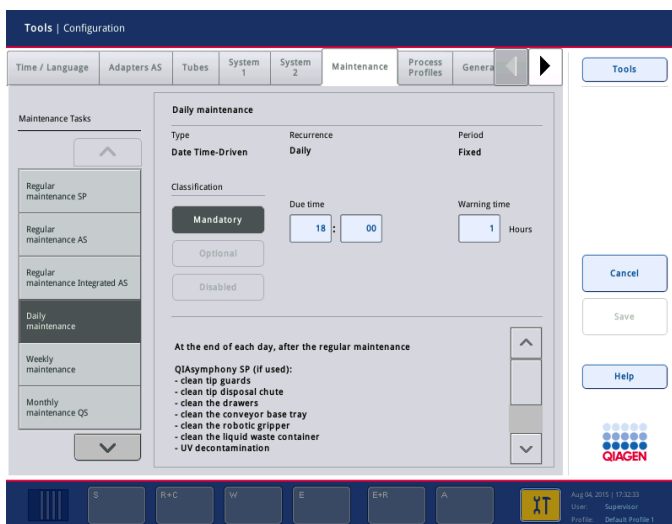 Tools | Configuration
Time / Language
Adapters AS
Tubes
System
1
System
2
Maintenance
Process
Profiles
Genera
Tools
Maintenance Tasks
Regular
maintenance SP
Regular
maintenance AS
Regular
maintenance Integrated AS
Daily
maintenance
Weekly
maintenance
Monthly
maintenance QS
Daily maintenance
Type
Recurrence
Period
Date Time-Driven
Daily
Fixed
Classification
Mandatory
Optional
Disabled
Due time
18 : 00
Warning time
1 Hours
At the end of each day, after the regular maintenance
QIAsymphony SP (if used):
- clean tip guards
- clean tip disposal chute
- clean the drawers
- clean the conveyor base tray
- clean the robotic gripper
- clean the liquid waste container
- UV decontamination
Cancel
Save
Help
QIAGEN
S
R+C
W
E
E+R
A
Aug 04, 2015 | 17:32:33
User: Supervisor
Profile: Default Profile 1